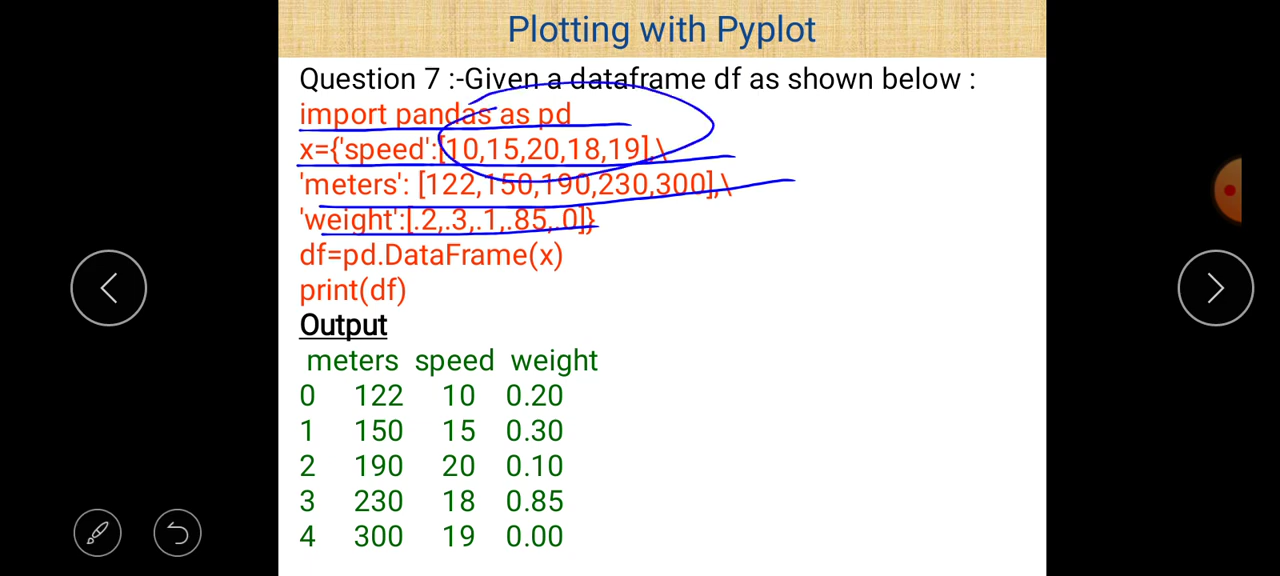 Plotting with Pyplot
Question 7 :-Given a dataframe df as shown below :
import pandas as pd
x={'speed':[10,15,20,18,19],\
'meters': [122,150,190,230,300],\
'weight':[.2,.3,.1,.85,.0]}
df=pd.DataFrame(x)
print(df)
Output
meters speed weight
0 122 10 0.20
1 150 15 0.30
2 190 20 0.10
3 230 18 0.85
4 300 19 0.00